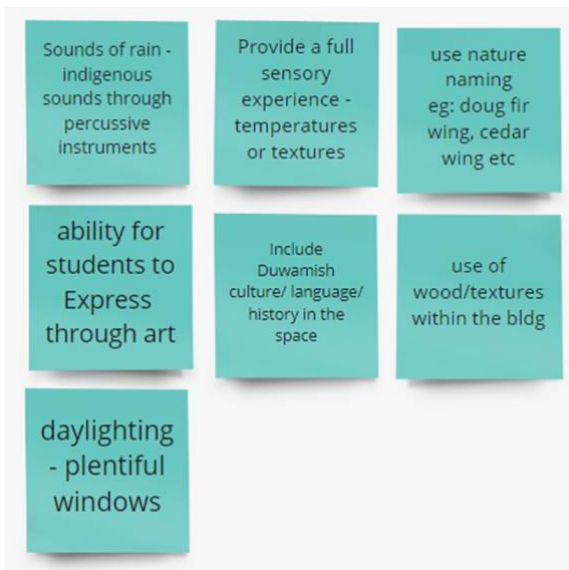 Sounds of rain -
indigenous
sounds through
percussive
instruments
Provide a full
sensory
experience -
temperatures
or textures
use nature
naming
eg: doug fir
wing, cedar
wing etc
ability for
students to
Express
through art
Include
Duwamish
culture/ language/
history in the
space
use of
wood/textures
within the bldg
daylighting
- plentiful
windows